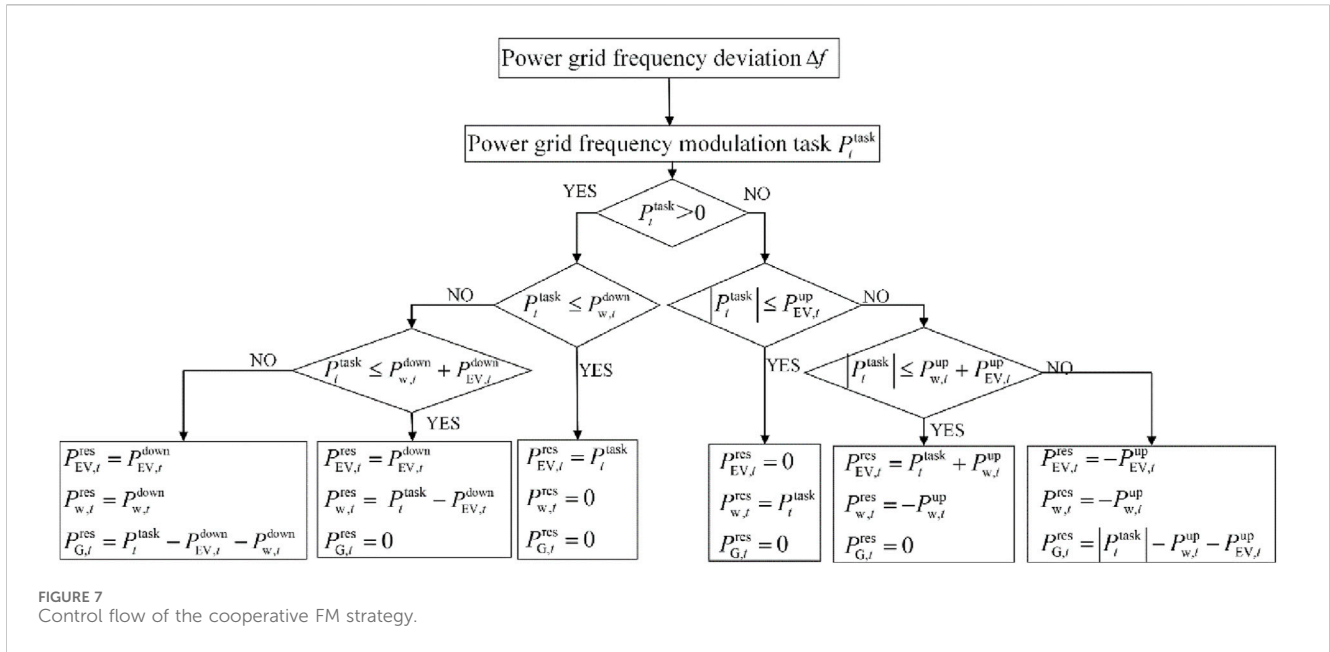 Power grid frequency deviation Δf
Power grid frequency modulation task P_t^task
YES
NO
P_t^task>0
NO
P_t^task ≤ P_w,t^down
|P_t^task| ≤ P_EV,t^up
NO
NO
P_t^task ≤ P_w,t^down + P_EV,t^down
YES
YES
|P_t^task| ≤ P_w,t^up + P_EV,t^up
NO
YES
YES
P_EV,t^res = P_EV,t^down
P_w,t^res = P_w,t^down
P_G,t^res = P_t^task − P_EV,t^down − P_w,t^down
P_EV,t^res = P_EV,t^down
P_w,t^res = P_t^task − P_EV,t^down
P_G,t^res = 0
P_EV,t^res = P_t^task
P_w,t^res = 0
P_G,t^res = 0
P_EV,t^res = 0
P_w,t^res = P_t^task
P_G,t^res = 0
P_EV,t^res = P_t^task + P_w,t^up
P_w,t^res = −P_w,t^up
P_G,t^res = 0
P_EV,t^res = −P_EV,t^up
P_w,t^res = −P_w,t^up
P_G,t^res = |P_t^task| − P_w,t^up − P_EV,t^up
FIGURE 7
Control flow of the cooperative FM strategy.